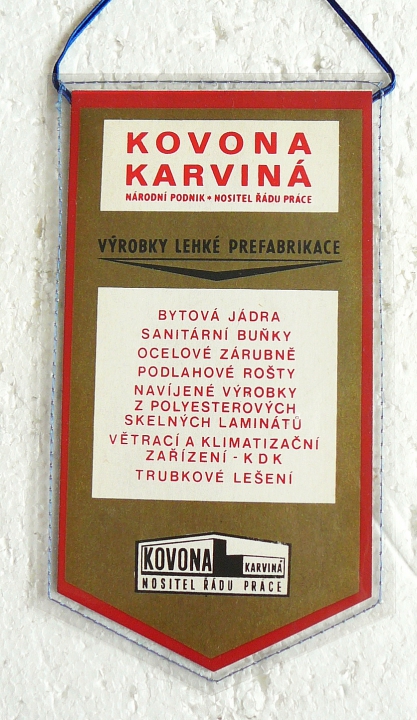 KOVONA
KARVINÁ
NÁRODNÍ PODNIK • NOSITEL ŘÁDU PRÁCE
VÝROBKY LEHKÉ PREFABRIKACE
BYTOVÁ JÁDRA
SANITÁRNÍ BUŇKY
OCELOVÉ ZÁRUBNĚ
PODLAHOVÉ ROŠTY
NAVÍJENÉ VÝROBKY
Z POLYESTEROVÝCH
SKELNÝCH LAMINÁTŮ
VĚTRACÍ A KLIMATIZAČNÍ
ZAŘÍZENÍ - KDK
TRUBKOVÉ LEŠENÍ
KOVONA KARVINÁ
NOSITEL ŘÁDU PRÁCE